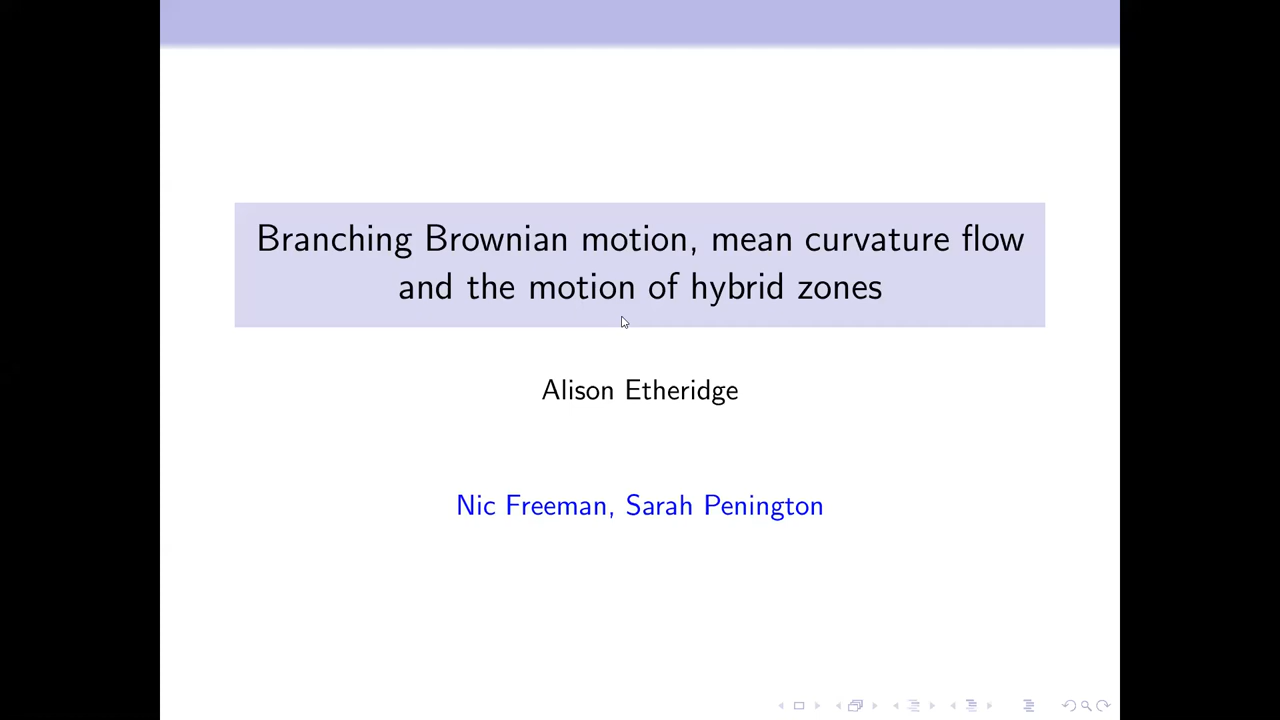 Branching Brownian motion, mean curvature flow
and the motion of hybrid zones
Alison Etheridge
Nic Freeman, Sarah Penington